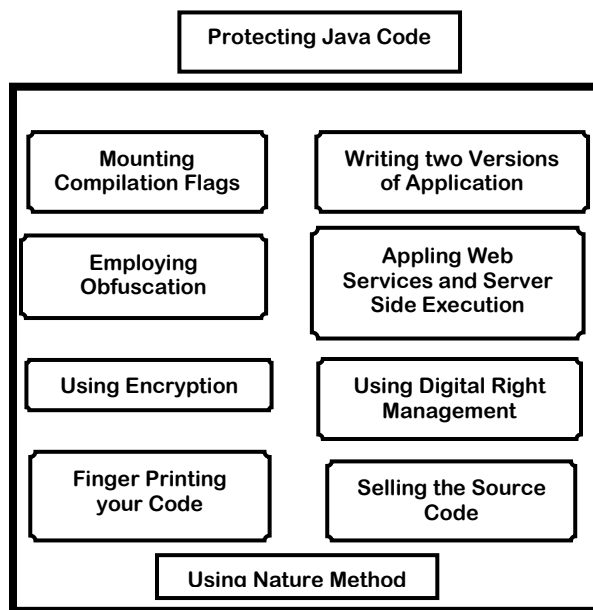 Protecting Java Code
Mounting
Compilation Flags
Writing two Versions
of Application
Employing
Obfuscation
Appling Web
Services and Server
Side Execution
Using Encryption
Using Digital Right
Management
Finger Printing
your Code
Selling the Source
Code
Using Nature Method